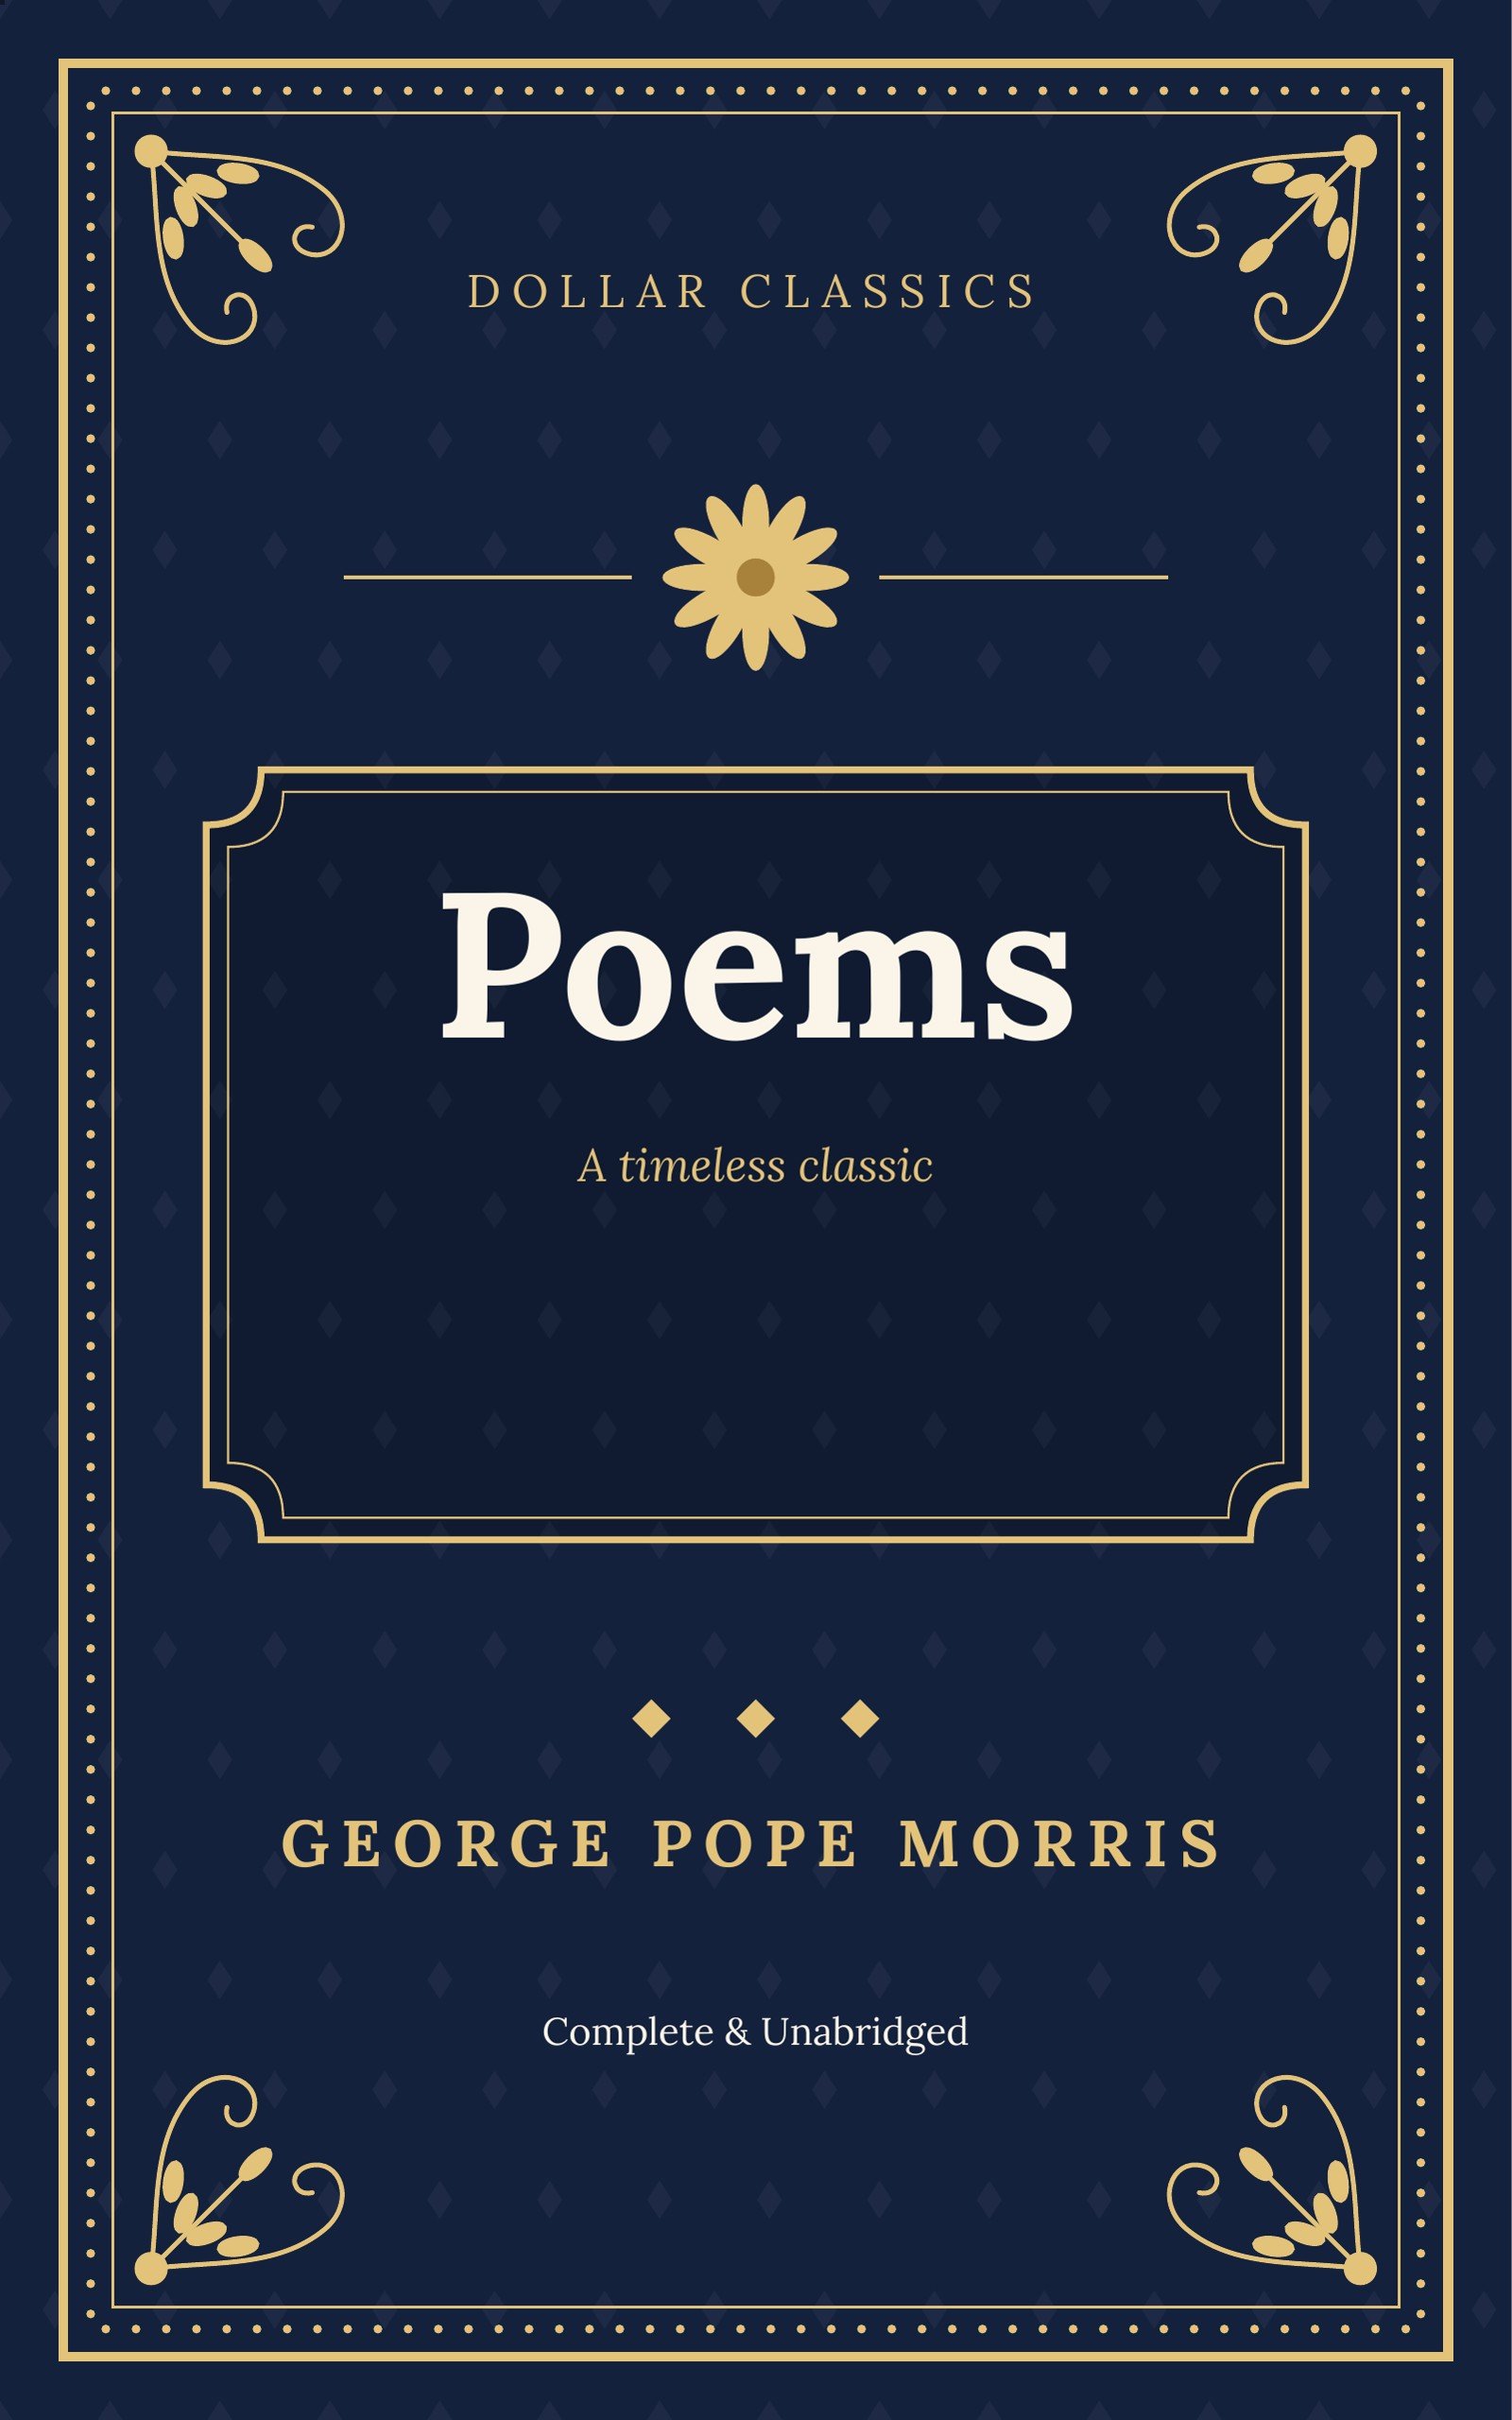 DOLLAR CLASSICS
Poems
A timeless classic
GEORGE POPE MORRIS
Complete & Unabridged